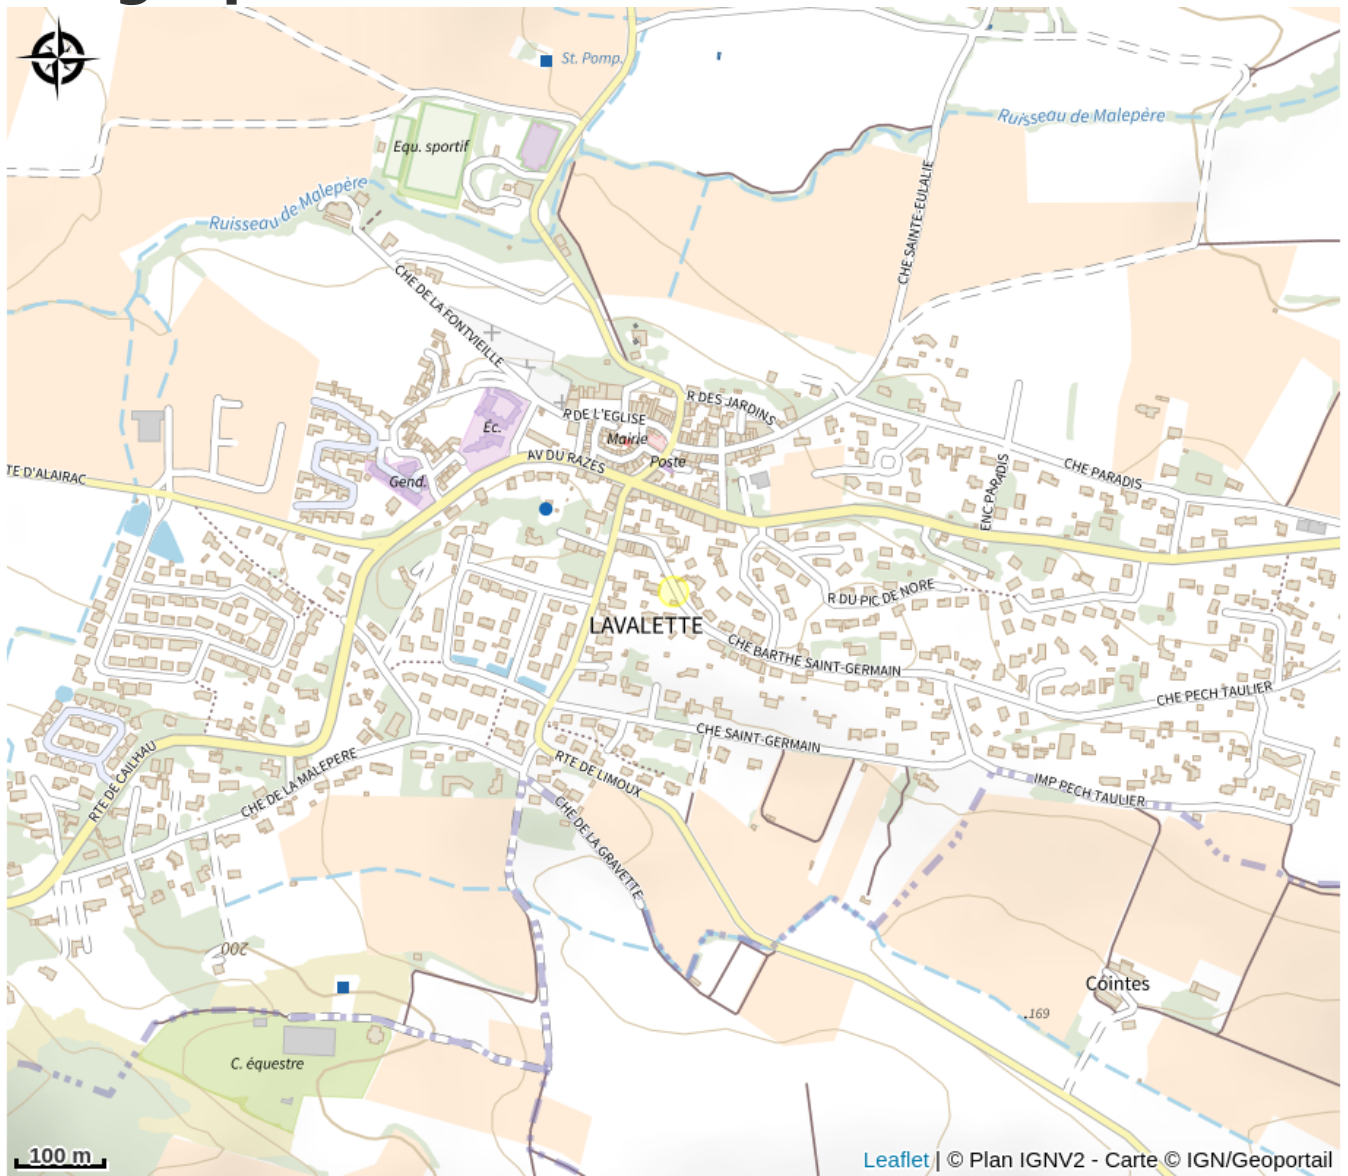 St. Pomp.
Ruisseau de Malepère
Equ. sportif
Ruisseau de Malepère
CHE SAINTE-EULALIE
CHE DE LA FONTVIEILLE
R DES JARDINS
R DE L'EGLISE
Mairie
Éc.
Poste
AV DU RAZES
Gend.
TE D'ALAIRAC
CHE PARADIS
ENC PARADIS
R DU PIC DE NORE
LAVALETTE
CHE BARTHE SAINT-GERMAIN
CHE PECH TAULIER
CHE SAINT-GERMAIN
RTE DE LIMOUX
RTE DE CAILHAU
CHE DE LA MALEPERE
IMP PECH TAULIER
CHE DE LA GRAVETTE
200
Cointes
169
C. équestre
100 m
Leaflet | © Plan IGNV2 - Carte © IGN/Geoportail